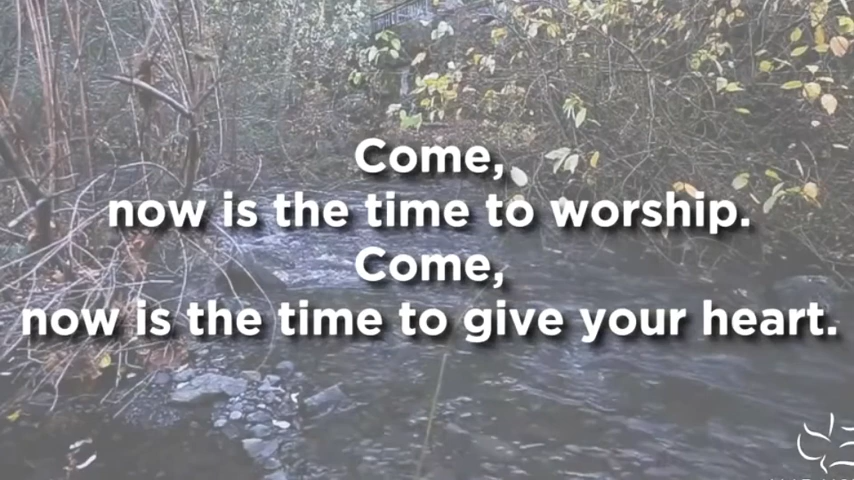 Come,
now is the time to worship.
Come,
now is the time to give your heart.